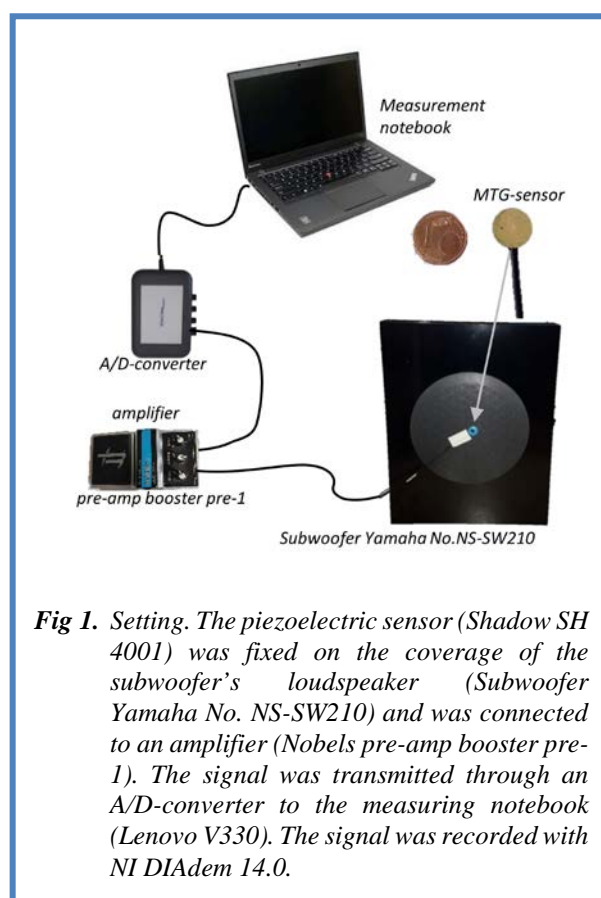 Measurement
notebook
MTG-sensor
A/D-converter
amplifier
pre-amp booster pre-1
Subwoofer Yamaha No.NS-SW210
Fig 1. Setting. The piezoelectric sensor (Shadow SH
4001) was fixed on the coverage of the
subwoofer’s loudspeaker (Subwoofer
Yamaha No. NS-SW210) and was connected
to an amplifier (Nobels pre-amp booster pre-
1). The signal was transmitted through an
A/D-converter to the measuring notebook
(Lenovo V330). The signal was recorded with
NI DIAdem 14.0.